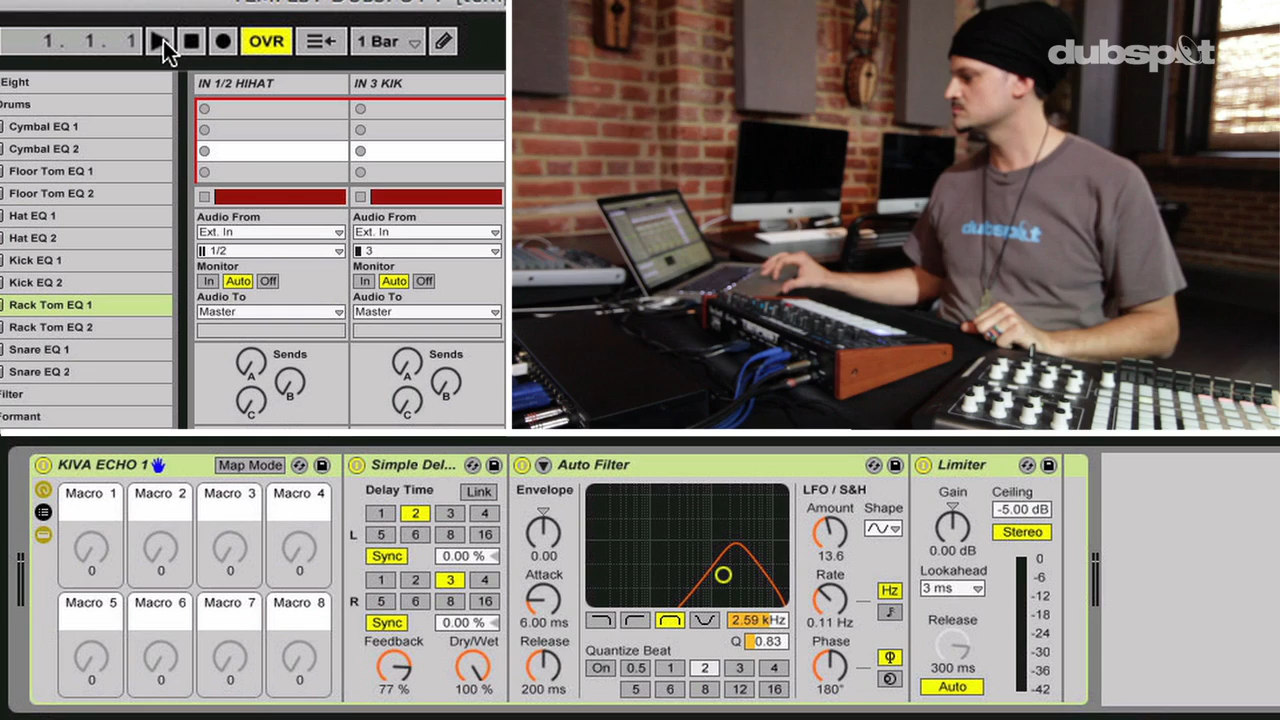 1. 1. 1 OVR 1 Bar
Eight
Drums
Cymbal EQ 1
Cymbal EQ 2
Floor Tom EQ 1
Floor Tom EQ 2
Hat EQ 1
Hat EQ 2
Kick EQ 1
Kick EQ 2
Rack Tom EQ 1
Rack Tom EQ 2
Snare EQ 1
Snare EQ 2
Filter
Formant
IN 1/2 HIHAT IN 3 KIK
Audio From Audio From
Ext. In Ext. In
1/2 3
Monitor Monitor
In Auto Off In Auto Off
Audio To Audio To
Master Master
Sends Sends
A B A B
C C
dubspot
dubspot
KIVA ECHO 1 Map Mode
Macro 1 Macro 2 Macro 3 Macro 4
0 0 0 0
Macro 5 Macro 6 Macro 7 Macro 8
0 0 0 0
Simple Del...
Delay Time Link
1 2 3 4
L 5 6 8 16
Sync 0.00 %
1 2 3 4
R 5 6 8 16
Sync 0.00 %
Feedback Dry/Wet
77 % 100 %
Auto Filter
Envelope
0.00
Attack
6.00 ms
Release
200 ms
2.59 kHz
Q 0.83
Quantize Beat
On 0.5 1 2 3 4
5 6 8 12 16
LFO / S&H
Amount Shape
13.6
Rate Hz
0.11 Hz
Phase
180°
Limiter
Gain Ceiling
-5.00 dB
0.00 dB Stereo
Lookahead
3 ms
Release
300 ms
Auto
0
-6
-12
-18
-24
-30
-36
-42